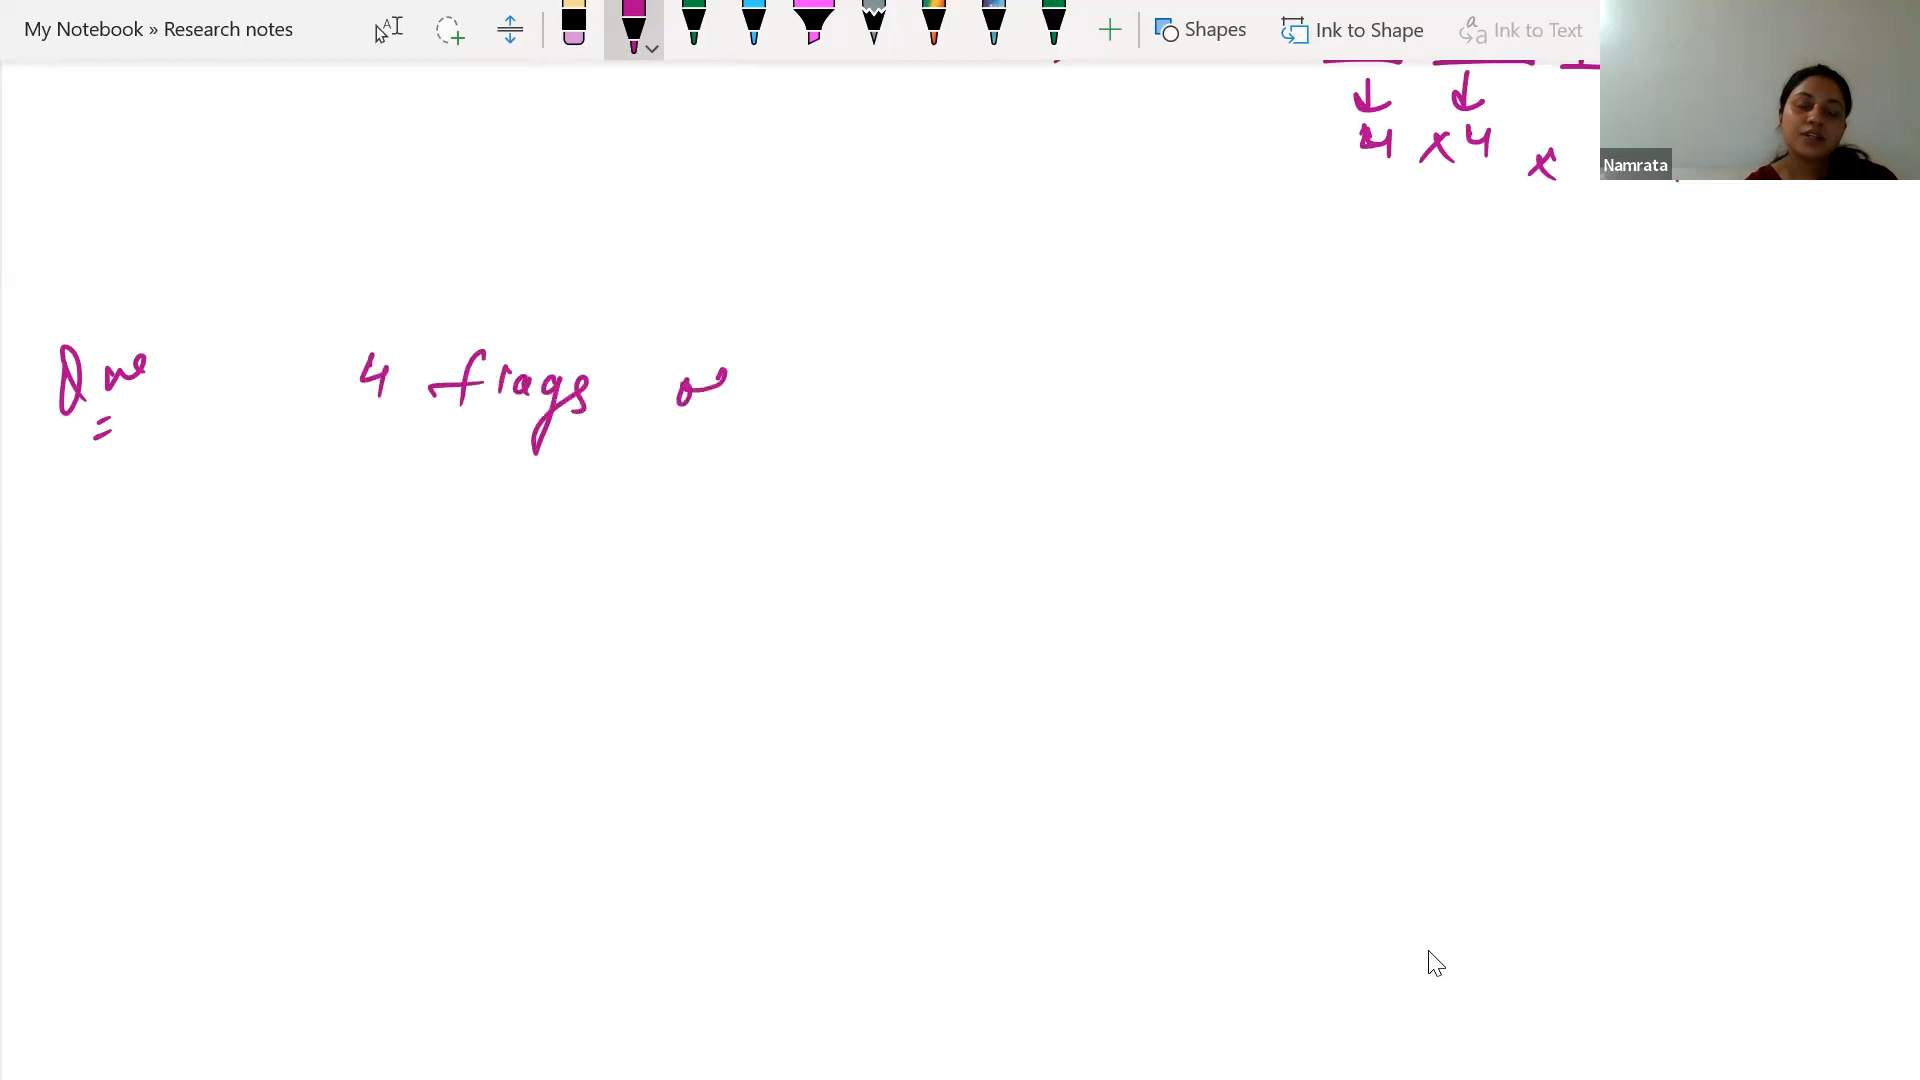 My Notebook » Research notes
Shapes
Ink to Shape
Ink to Text
Namrata
4 x 4 x
Que 4 flags